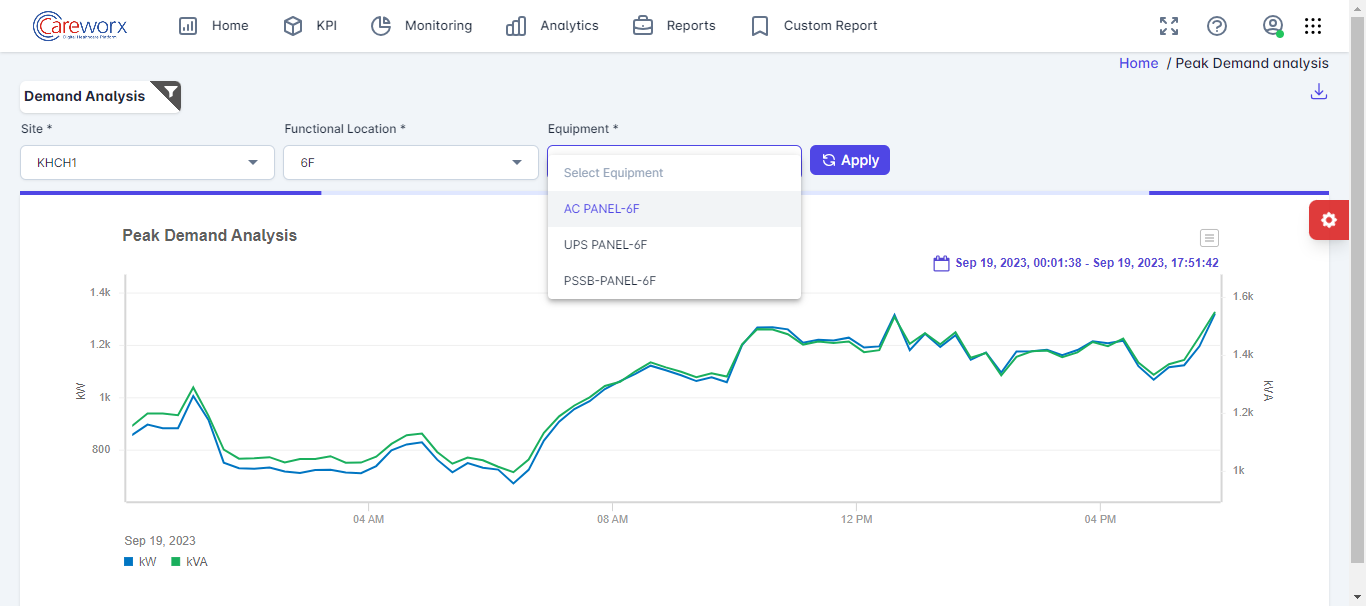 Careworx
Digital Healthcare Platform
Home KPI Monitoring Analytics Reports Custom Report
Home / Peak Demand analysis
Demand Analysis
Site * Functional Location * Equipment *
KHCH1 6F Apply
Select Equipment
AC PANEL-6F
UPS PANEL-6F
PSSB-PANEL-6F
Peak Demand Analysis
Sep 19, 2023, 00:01:38 - Sep 19, 2023, 17:51:42
1.4k
1.2k
1k
800
kW
1.6k
1.4k
1.2k
1k
kVA
04 AM 08 AM 12 PM 04 PM
Sep 19, 2023
kW kVA